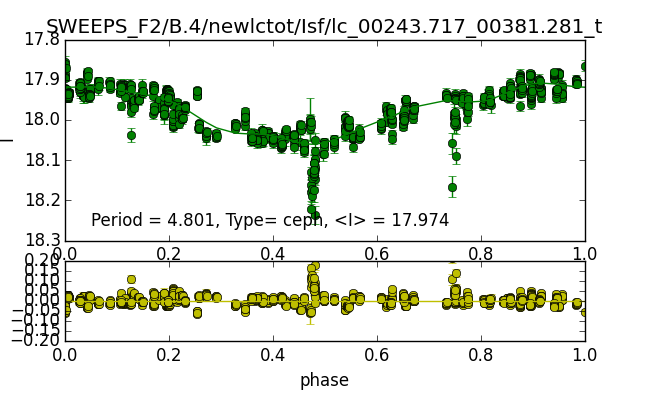 SWEEPS_F2/B.4/newlctot/Isf/lc_00243.717_00381.281_t
17.8
17.9
18.0
18.1
18.2
18.3
I
Period = 4.801, Type= ceph, <I> = 17.974
0.0 0.2 0.4 0.6 0.8 1.0
0.20
0.15
0.10
0.05
0.00
−0.05
−0.10
−0.15
−0.20
0.0 0.2 0.4 0.6 0.8 1.0
phase